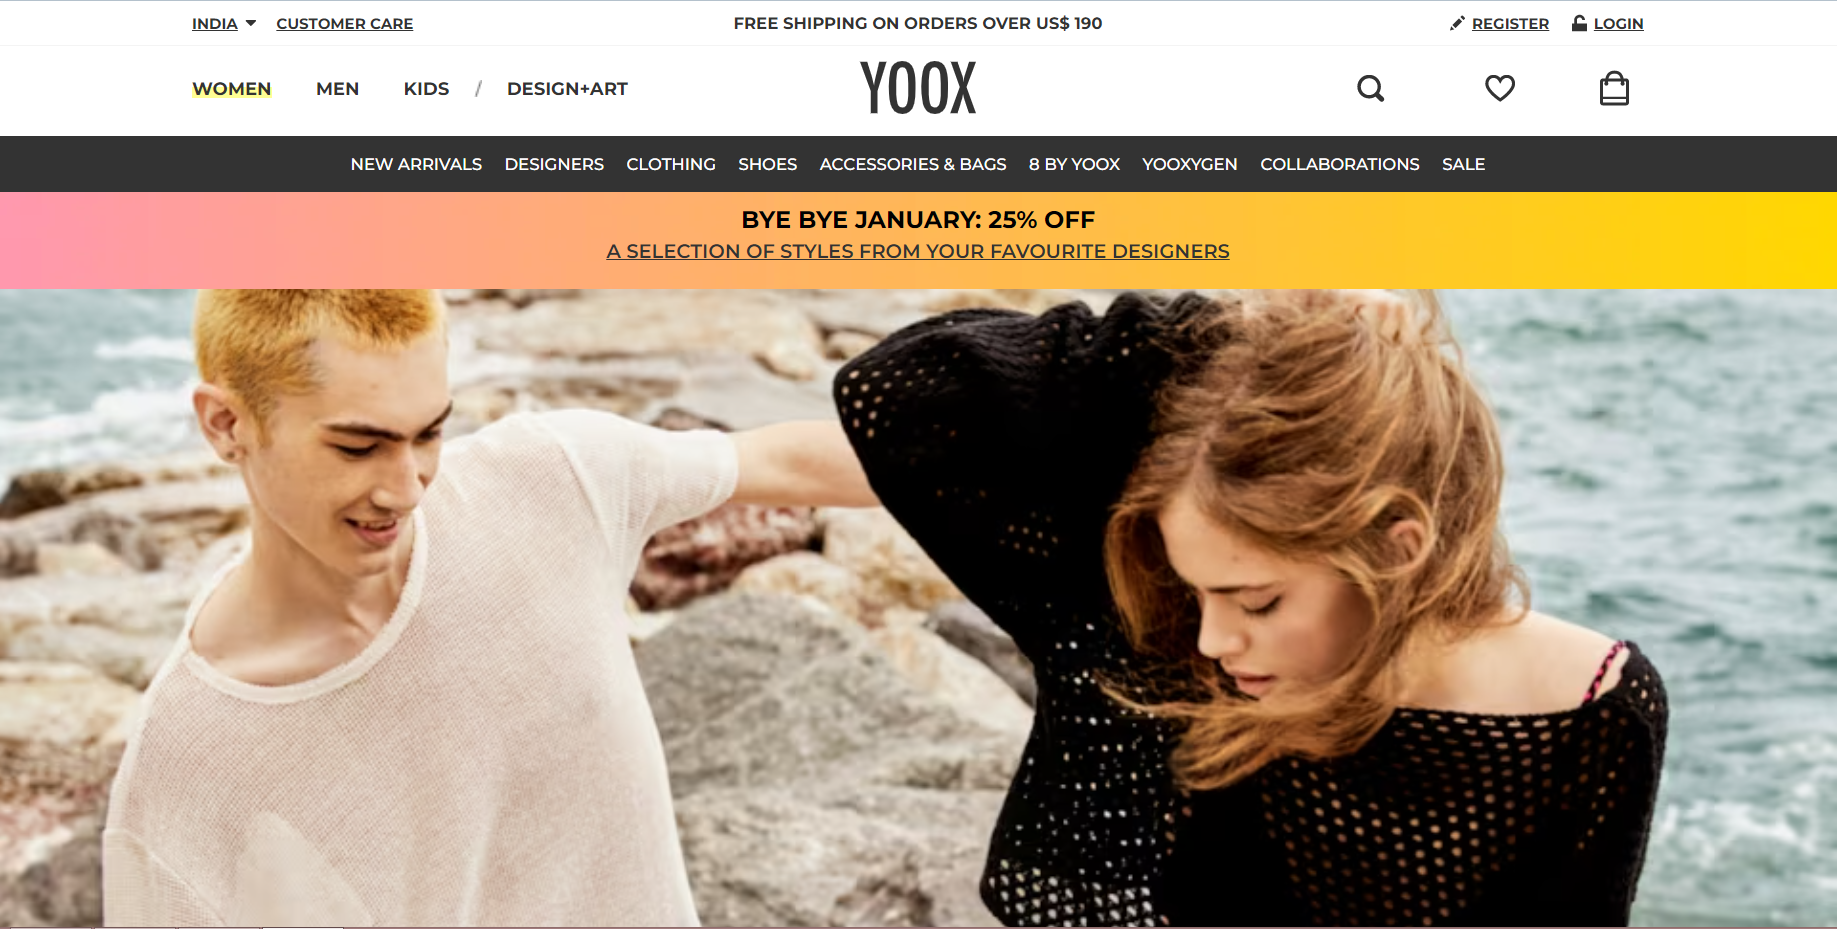 INDIA CUSTOMER CARE FREE SHIPPING ON ORDERS OVER US$ 190 REGISTER LOGIN
WOMEN MEN KIDS / DESIGN+ART YOOX
NEW ARRIVALS DESIGNERS CLOTHING SHOES ACCESSORIES & BAGS 8 BY YOOX YOOXYGEN COLLABORATIONS SALE
BYE BYE JANUARY: 25% OFF
A SELECTION OF STYLES FROM YOUR FAVOURITE DESIGNERS